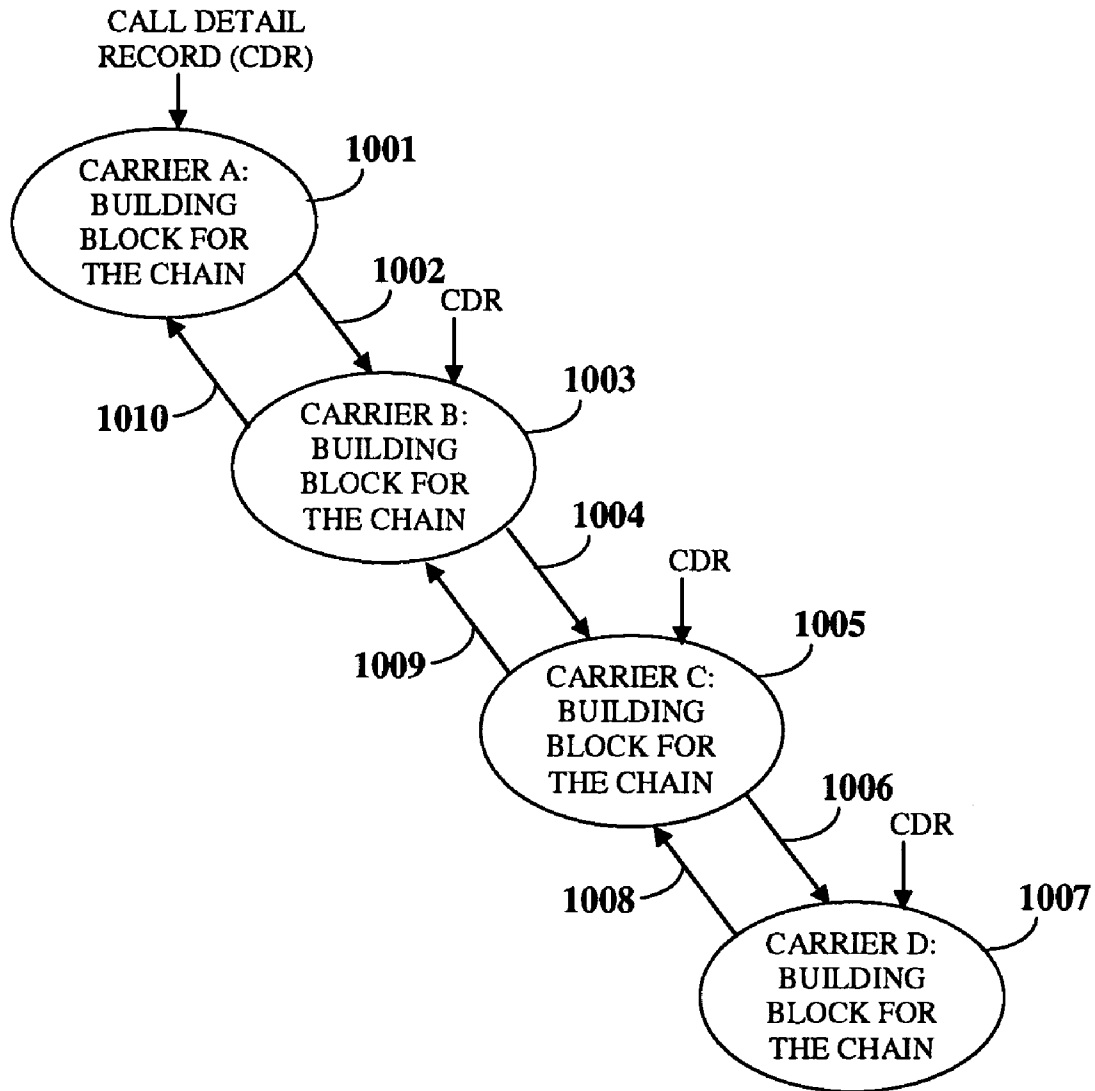 CALL DETAIL
RECORD (CDR)
1001
CARRIER A:
BUILDING
BLOCK FOR
THE CHAIN
1002
CDR
1010
1003
CARRIER B:
BUILDING
BLOCK FOR
THE CHAIN
1004
CDR
1009
1005
CARRIER C:
BUILDING
BLOCK FOR
THE CHAIN
1006
CDR
1008
1007
CARRIER D:
BUILDING
BLOCK FOR
THE CHAIN